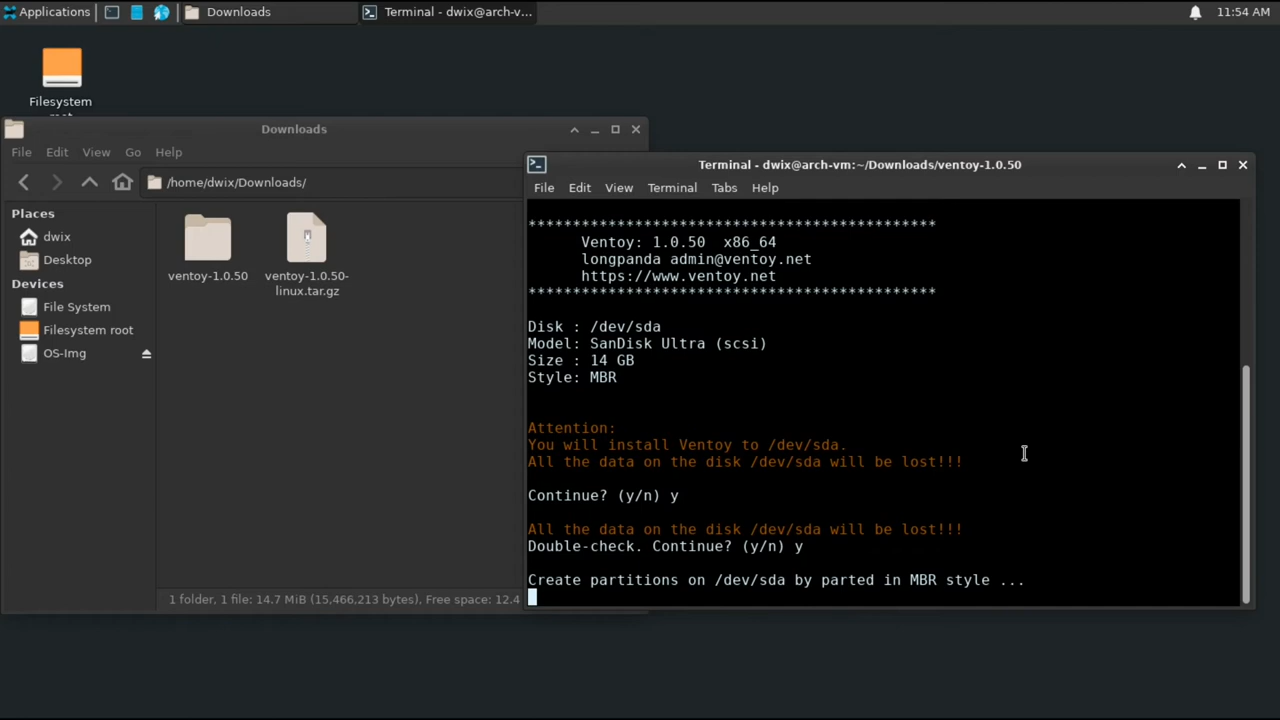 Applications
Downloads
Terminal - dwix@arch-v...
11:54 AM
Filesystem
Downloads
File Edit View Go Help
/home/dwix/Downloads/
Places
dwix
Desktop
Devices
File System
Filesystem root
OS-Img
ventoy-1.0.50
ventoy-1.0.50-
linux.tar.gz
1 folder, 1 file: 14.7 MiB (15,466,213 bytes), Free space: 12.4
Terminal - dwix@arch-vm:~/Downloads/ventoy-1.0.50
File Edit View Terminal Tabs Help
**********************************************
Ventoy: 1.0.50 x86_64
longpanda admin@ventoy.net
https://www.ventoy.net
**********************************************
Disk : /dev/sda
Model: SanDisk Ultra (scsi)
Size : 14 GB
Style: MBR
Attention:
You will install Ventoy to /dev/sda.
All the data on the disk /dev/sda will be lost!!!
Continue? (y/n) y
All the data on the disk /dev/sda will be lost!!!
Double-check. Continue? (y/n) y
Create partitions on /dev/sda by parted in MBR style ...